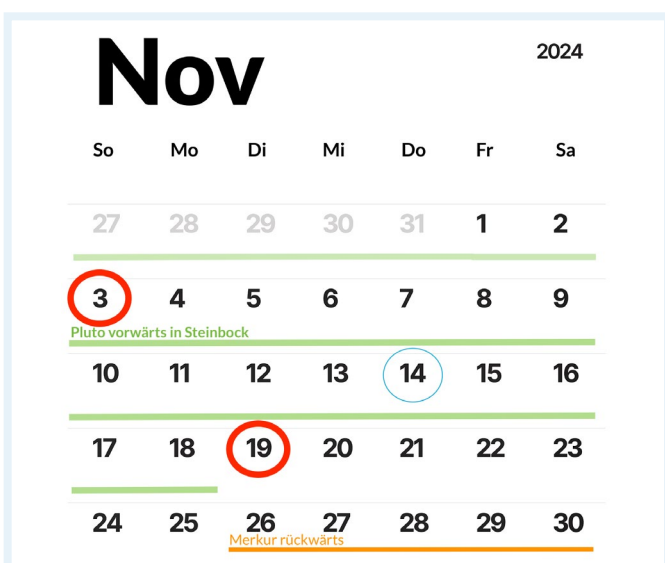 Nov 2024
So Mo Di Mi Do Fr Sa
27 28 29 30 31 1 2
3 4 5 6 7 8 9
Pluto vorwärts in Steinbock
10 11 12 13 14 15 16
17 18 19 20 21 22 23
24 25 26 27 28 29 30
Merkur rückwärts